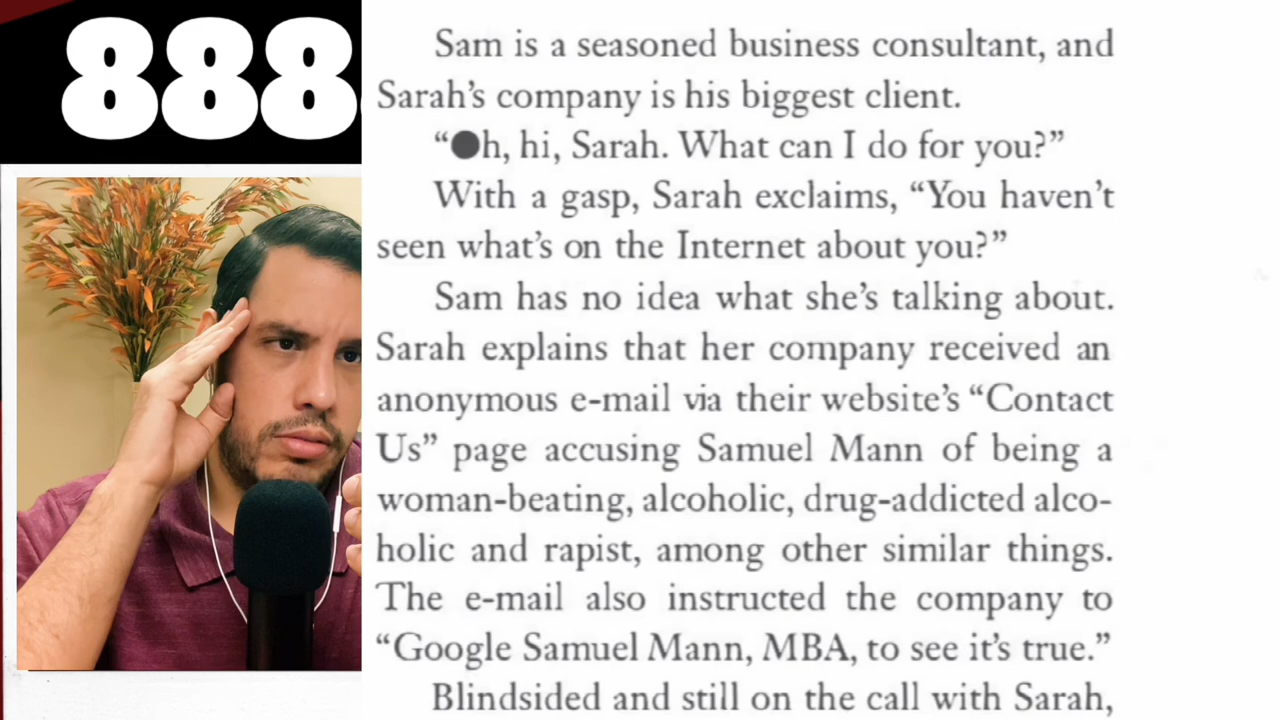 888
Sam is a seasoned business consultant, and
Sarah's company is his biggest client.
“Oh, hi, Sarah. What can I do for you?”
With a gasp, Sarah exclaims, “You haven't
seen what's on the Internet about you?”
Sam has no idea what she's talking about.
Sarah explains that her company received an
anonymous e-mail via their website's “Contact
Us” page accusing Samuel Mann of being a
woman-beating, alcoholic, drug-addicted alco-
holic and rapist, among other similar things.
The e-mail also instructed the company to
“Google Samuel Mann, MBA, to see it's true.”
Blindsided and still on the call with Sarah,